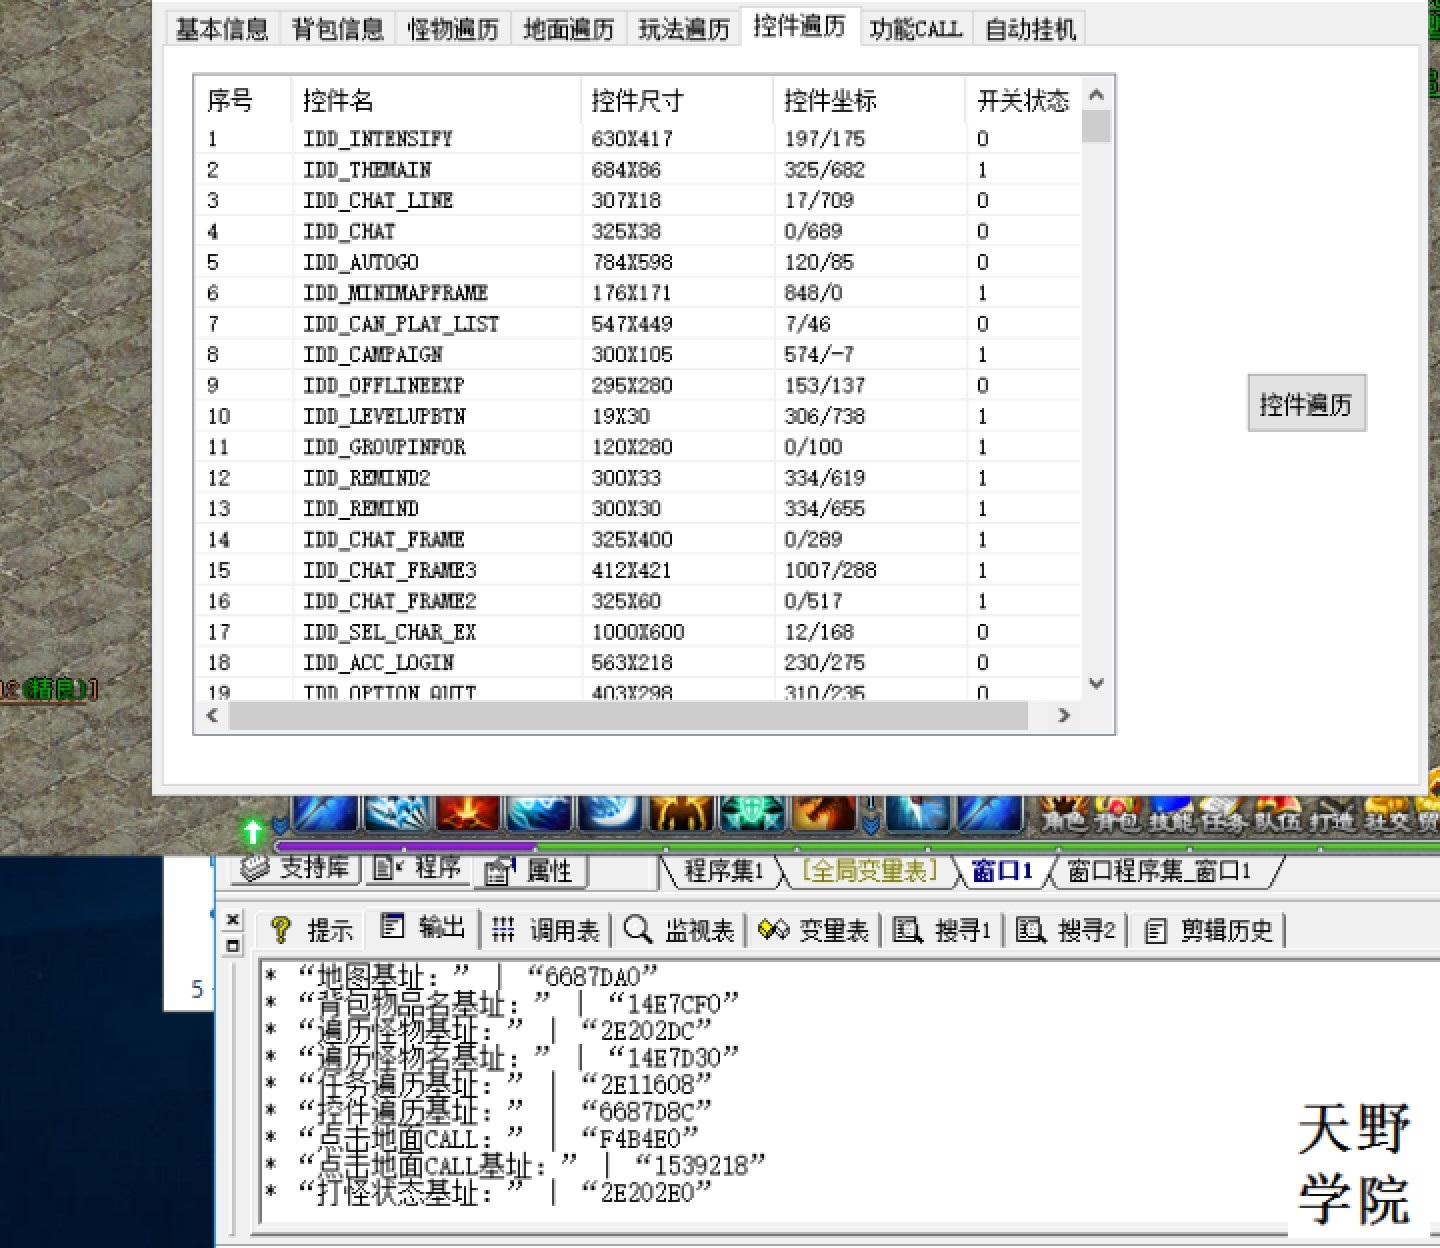 基本信息 背包信息 怪物遍历 地面遍历 玩法遍历 控件遍历 功能CALL 自动挂机
序号 控件名 控件尺寸 控件坐标 开关状态
1 IDD_INTENSIFY 630X417 197/175 0
2 IDD_THEMAIN 684X86 325/682 1
3 IDD_CHAT_LINE 307X18 17/709 0
4 IDD_CHAT 325X38 0/689 0
5 IDD_AUTOGO 784X598 120/85 0
6 IDD_MINIMAPFRAME 176X171 848/0 1
7 IDD_CAN_PLAY_LIST 547X449 7/46 0
8 IDD_CAMPAIGN 300X105 574/-7 1
9 IDD_OFFLINEEXP 295X280 153/137 0
10 IDD_LEVELUPBTN 19X30 306/738 1
11 IDD_GROUPINFOR 120X280 0/100 1
12 IDD_REMIND2 300X33 334/619 1
13 IDD_REMIND 300X30 334/655 1
14 IDD_CHAT_FRAME 325X400 0/289 1
15 IDD_CHAT_FRAME3 412X421 1007/288 1
16 IDD_CHAT_FRAME2 325X60 0/517 1
17 IDD_SEL_CHAR_EX 1000X600 12/168 0
18 IDD_ACC_LOGIN 563X218 230/275 0
19 IDD_OPTION_QUIT 403X298 310/235 0
控件遍历
(精良)]
角色 背包 技能 任务 队伍 打造 社交
支持库 程序 属性 程序集1 [全局变量表] 窗口1 窗口程序集_窗口1
提示 输出 调用表 监视表 变量表 搜寻1 搜寻2 剪辑历史
5
* “地图基址：” | “6687DA0”
* “背包物品名基址：” | “14E7CF0”
* “遍历怪物基址：” | “2E202DC”
* “遍历怪物名基址：” | “14E7D30”
* “任务遍历基址：” | “2E11608”
* “控件遍历基址：” | “6687D8C”
* “点击地面CALL：” | “F4B4E0”
* “点击地面CALL基址：” | “1539218”
* “打怪状态基址：” | “2E202E0”
天野
学院